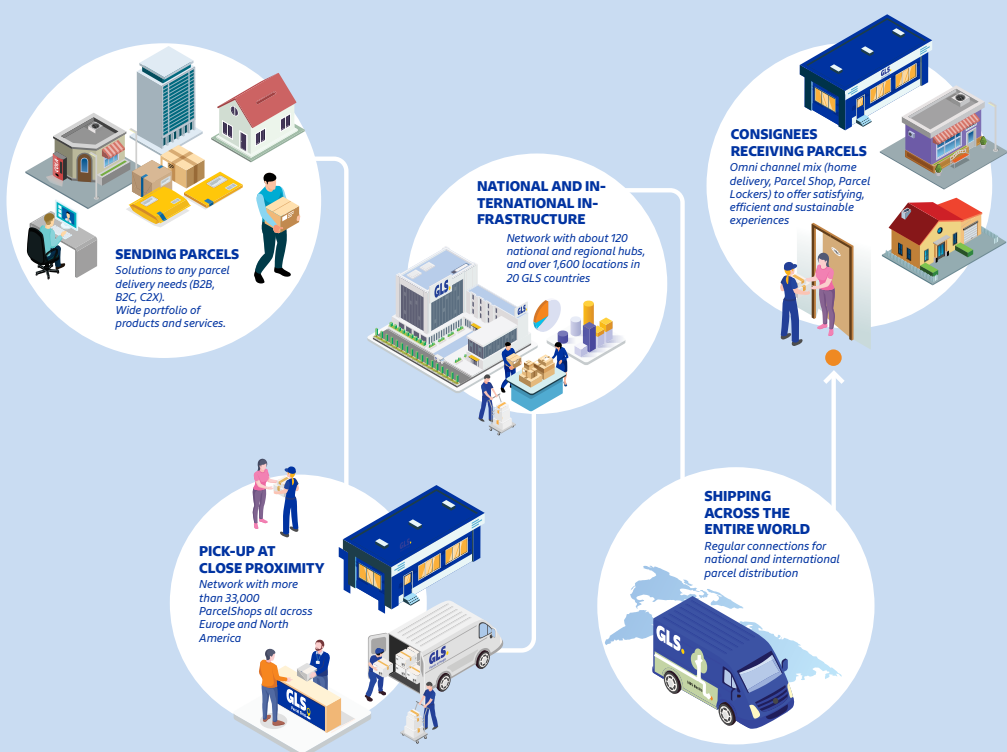 SENDING PARCELS
Solutions to any parcel
delivery needs (B2B,
B2C, C2X).
Wide portfolio of
products and services.
PICK-UP AT
CLOSE PROXIMITY
Network with more
than 33,000
ParcelShops all across
Europe and North
America
GLS
GLS
NATIONAL AND IN-
TERNATIONAL IN-
FRASTRUCTURE
Network with about 120
national and regional hubs,
and over 1,600 locations in
20 GLS countries
GLS
GLS
SHIPPING
ACROSS THE
ENTIRE WORLD
Regular connections for
national and international
parcel distribution
GLS
GLS
CONSIGNEES
RECEIVING PARCELS
Omni channel mix (home
delivery, Parcel Shop, Parcel
Lockers) to offer satisfying,
efficient and sustainable
experiences